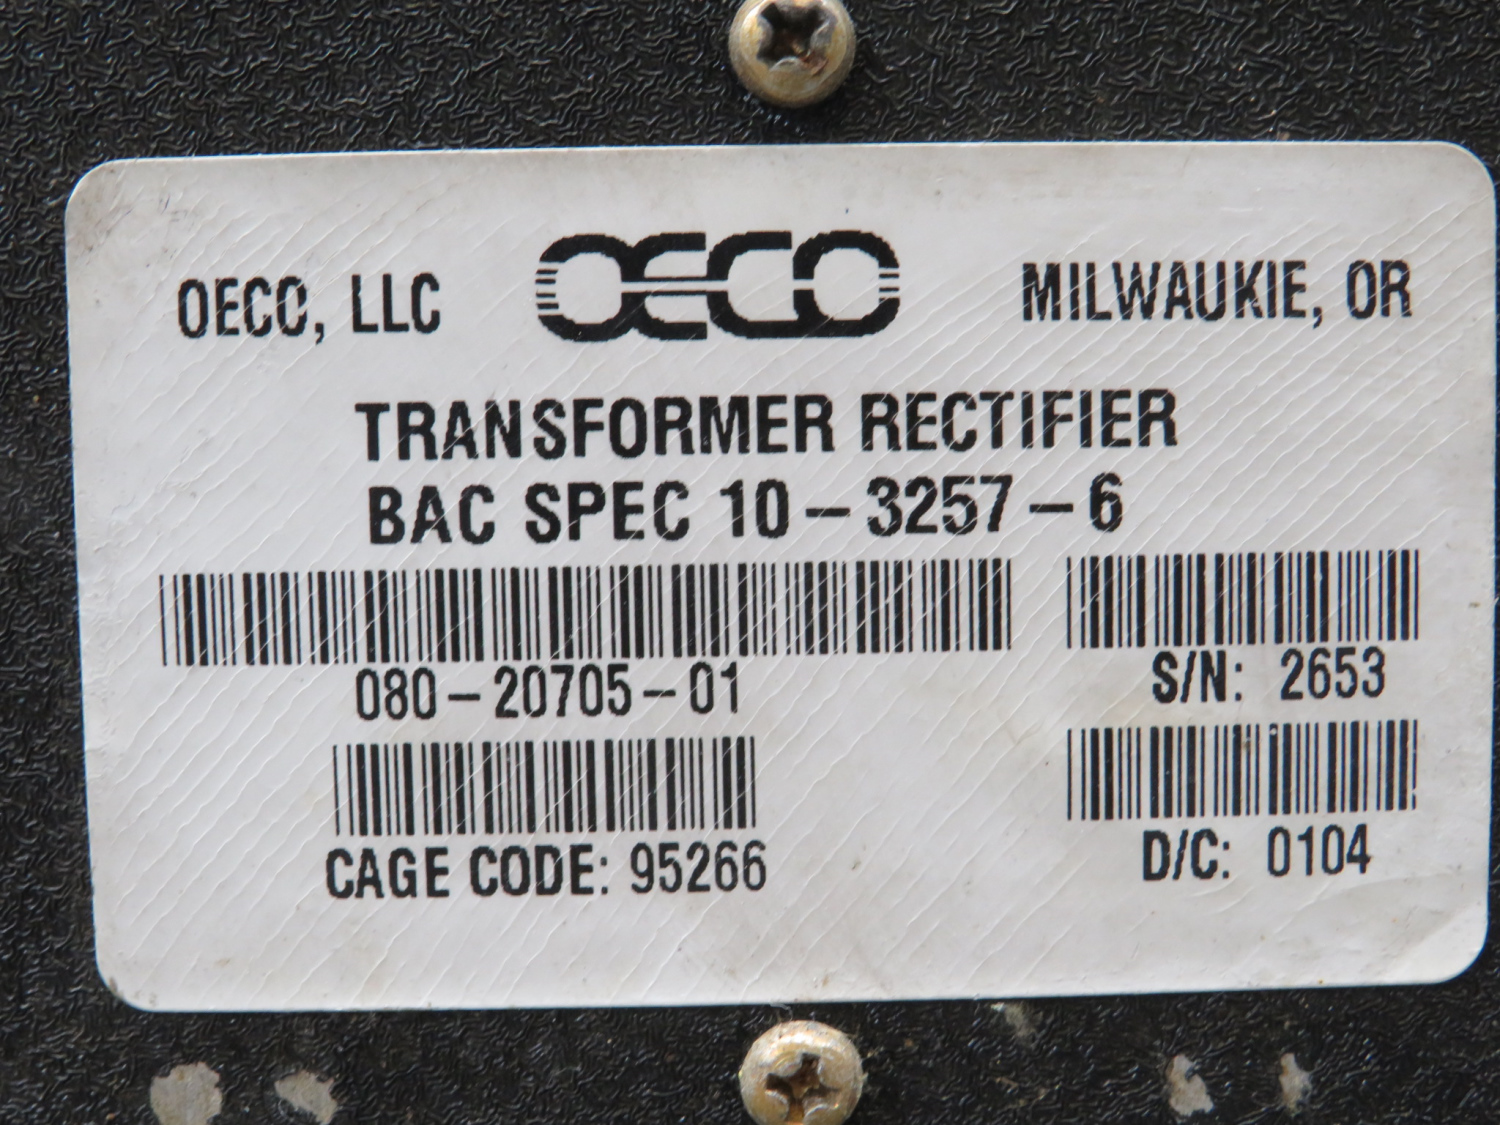 OECO, LLC OECO MILWAUKIE, OR
TRANSFORMER RECTIFIER
BAC SPEC 10-3257-6
080-20705-01 S/N: 2653
CAGE CODE: 95266 D/C: 0104